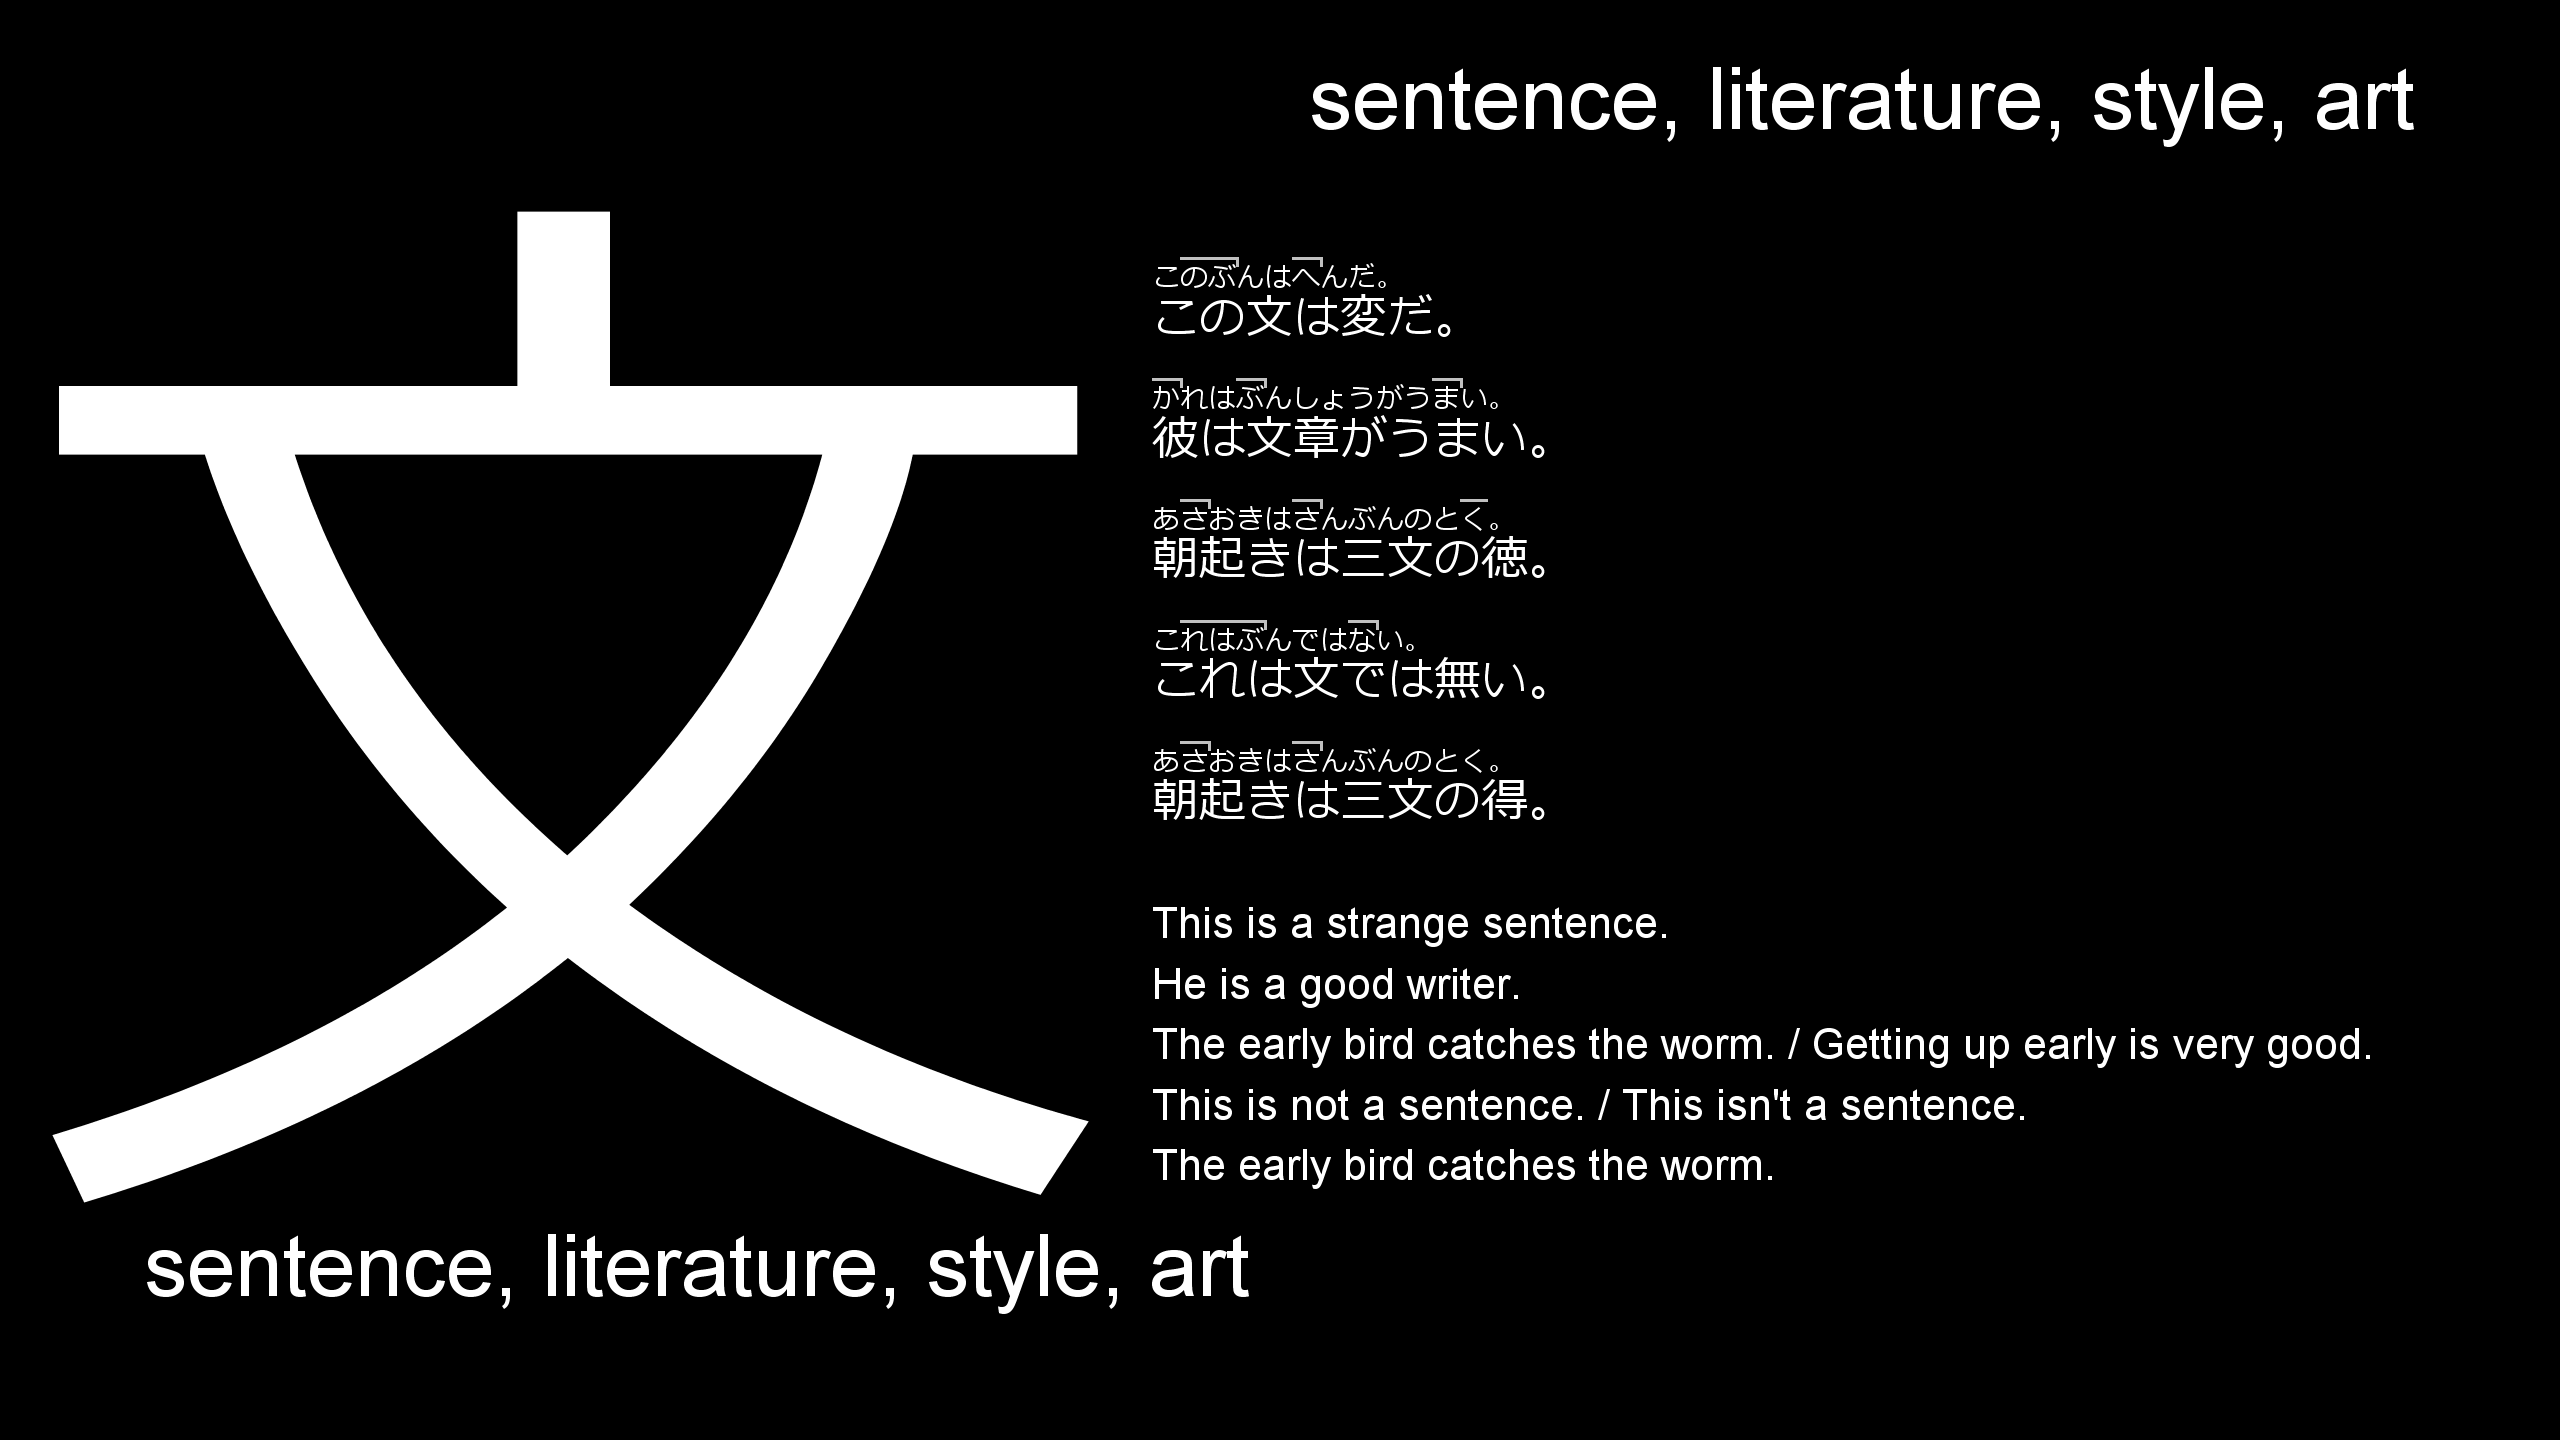 sentence, literature, style, art
文
このぶんはへんだ。
この文は変だ。
かれはぶんしょうがうまい。
彼は文章がうまい。
あさおきはさんぶんのとく。
朝起きは三文の徳。
これはぶんではない。
これは文では無い。
あさおきはさんぶんのとく。
朝起きは三文の得。
This is a strange sentence.
He is a good writer.
The early bird catches the worm. / Getting up early is very good.
This is not a sentence. / This isn't a sentence.
The early bird catches the worm.
sentence, literature, style, art